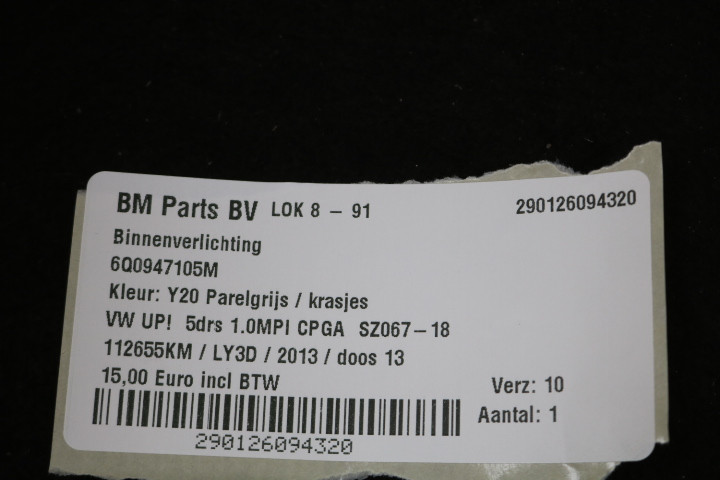 BM Parts BV LOK 8 - 91 290126094320
Binnenverlichting
6Q0947105M
Kleur: Y20 Parelgrijs / krasjes
VW UP! 5drs 1.0MPI CPGA SZ067-18
112655KM / LY3D / 2013 / doos 13
15,00 Euro incl BTW Verz: 10
Aantal: 1
290126094320